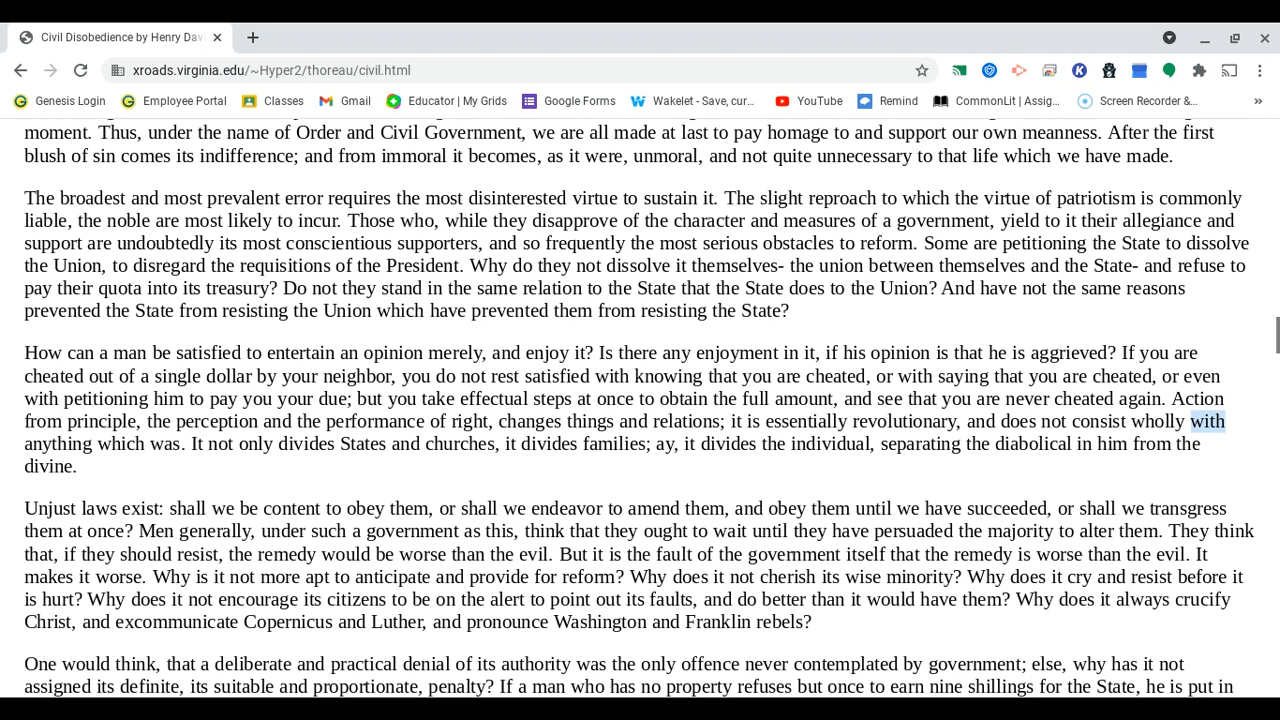 Civil Disobedience by Henry Dav
xroads.virginia.edu/~Hyper2/thoreau/civil.html
Genesis Login Employee Portal Classes Gmail Educator | My Grids Google Forms Wakelet - Save, cur... YouTube Remind CommonLit | Assig... Screen Recorder &... »
moment. Thus, under the name of Order and Civil Government, we are all made at last to pay homage to and support our own meanness. After the first
blush of sin comes its indifference; and from immoral it becomes, as it were, unmoral, and not quite unnecessary to that life which we have made.
The broadest and most prevalent error requires the most disinterested virtue to sustain it. The slight reproach to which the virtue of patriotism is commonly
liable, the noble are most likely to incur. Those who, while they disapprove of the character and measures of a government, yield to it their allegiance and
support are undoubtedly its most conscientious supporters, and so frequently the most serious obstacles to reform. Some are petitioning the State to dissolve
the Union, to disregard the requisitions of the President. Why do they not dissolve it themselves- the union between themselves and the State- and refuse to
pay their quota into its treasury? Do not they stand in the same relation to the State that the State does to the Union? And have not the same reasons
prevented the State from resisting the Union which have prevented them from resisting the State?
How can a man be satisfied to entertain an opinion merely, and enjoy it? Is there any enjoyment in it, if his opinion is that he is aggrieved? If you are
cheated out of a single dollar by your neighbor, you do not rest satisfied with knowing that you are cheated, or with saying that you are cheated, or even
with petitioning him to pay you your due; but you take effectual steps at once to obtain the full amount, and see that you are never cheated again. Action
from principle, the perception and the performance of right, changes things and relations; it is essentially revolutionary, and does not consist wholly with
anything which was. It not only divides States and churches, it divides families; ay, it divides the individual, separating the diabolical in him from the
divine.
Unjust laws exist: shall we be content to obey them, or shall we endeavor to amend them, and obey them until we have succeeded, or shall we transgress
them at once? Men generally, under such a government as this, think that they ought to wait until they have persuaded the majority to alter them. They think
that, if they should resist, the remedy would be worse than the evil. But it is the fault of the government itself that the remedy is worse than the evil. It
makes it worse. Why is it not more apt to anticipate and provide for reform? Why does it not cherish its wise minority? Why does it cry and resist before it
is hurt? Why does it not encourage its citizens to be on the alert to point out its faults, and do better than it would have them? Why does it always crucify
Christ, and excommunicate Copernicus and Luther, and pronounce Washington and Franklin rebels?
One would think, that a deliberate and practical denial of its authority was the only offence never contemplated by government; else, why has it not
assigned its definite, its suitable and proportionate, penalty? If a man who has no property refuses but once to earn nine shillings for the State, he is put in